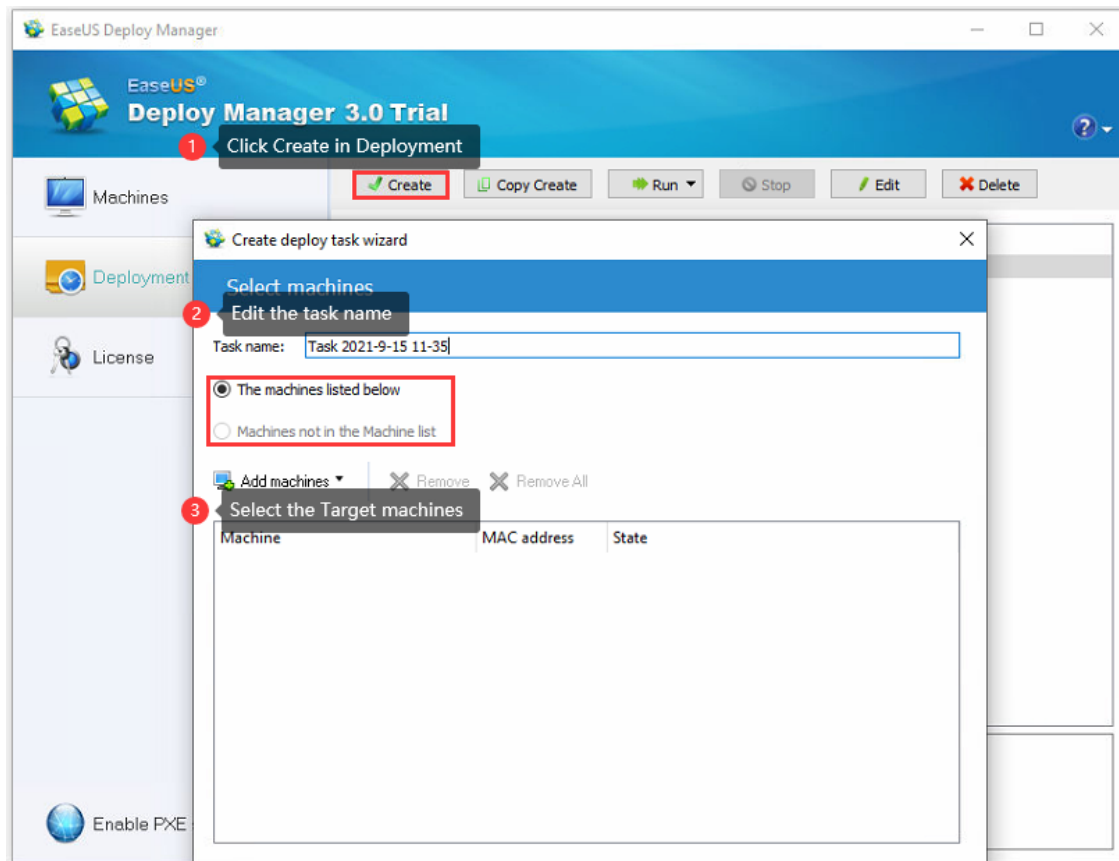 EaseUS Deploy Manager
EaseUS®
Deploy Manager 3.0 Trial
1 Click Create in Deployment
?
Machines
Create Copy Create Run Stop Edit Delete
Create deploy task wizard
Deployment
Select machines
2 Edit the task name
Task name: Task 2021-9-15 11-35
License
The machines listed below
Machines not in the Machine list
Add machines Remove Remove All
3 Select the Target machines
Machine MAC address State
Enable PXE